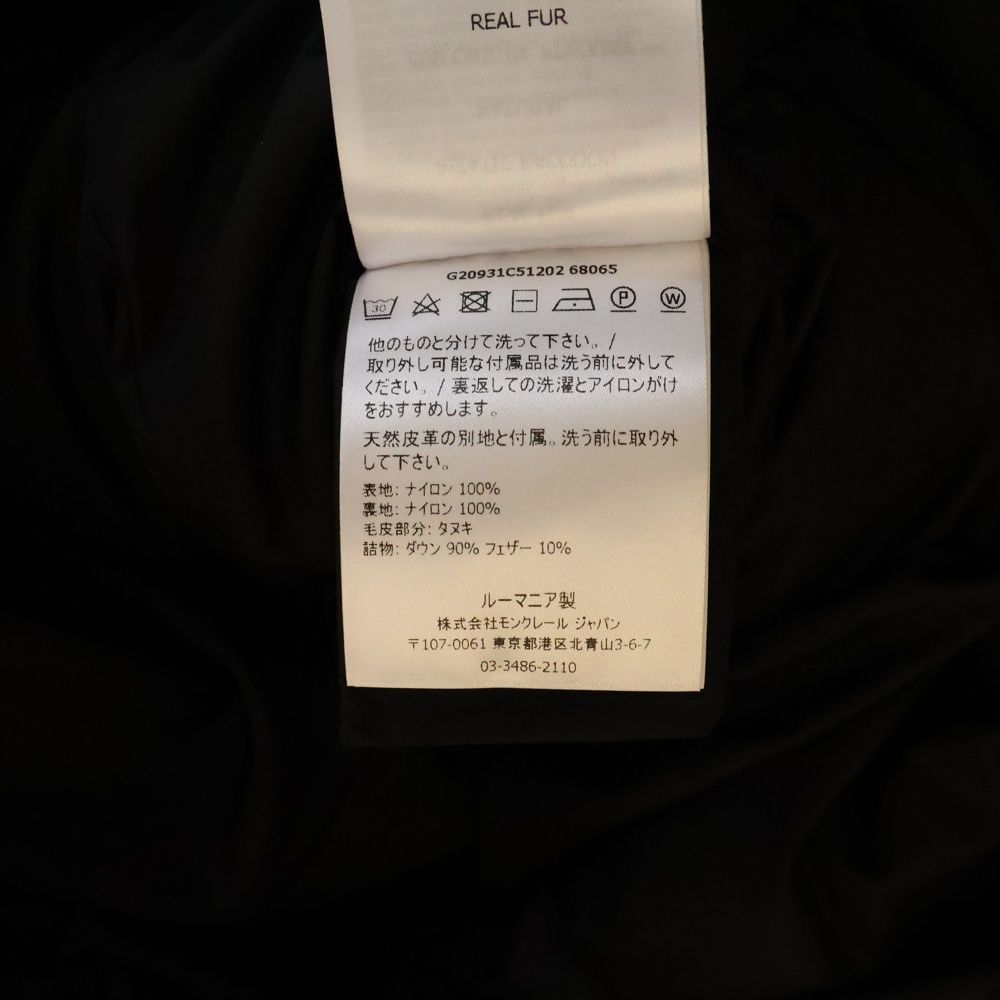 REAL FUR
G20931C51202 68065
30
P
W
他のものと分けて洗って下さい。/
取り外し可能な付属品は洗う前に外して
ください。/ 裏返しての洗濯とアイロンがけ
をおすすめします。
天然皮革の別地と付属。洗う前に取り外
して下さい。
表地: ナイロン 100%
裏地: ナイロン 100%
毛皮部分: タヌキ
詰物: ダウン 90% フェザー 10%
ルーマニア製
株式会社モンクレール ジャパン
〒107-0061 東京都港区北青山3-6-7
03-3486-2110